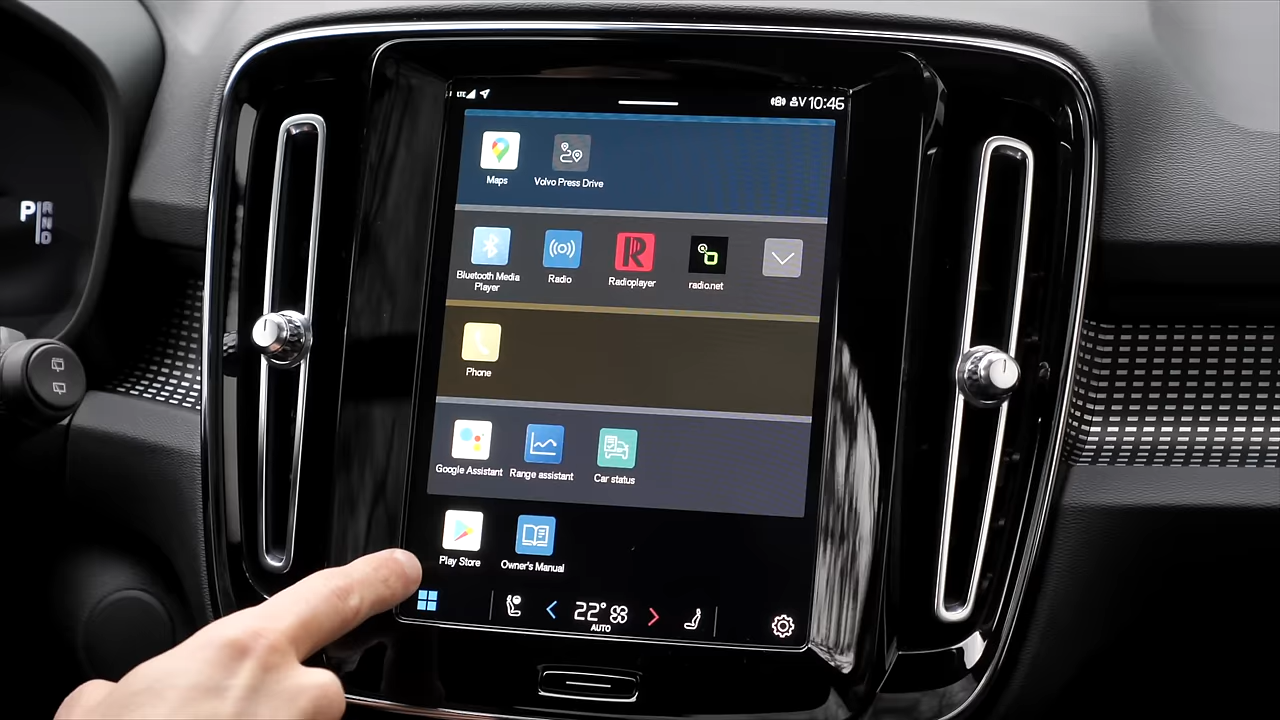 LTE
10:46
Maps
Volvo Press Drive
P
R
N
D
Bluetooth Media
Player
Radio
Radioplayer
radio.net
Phone
Google Assistant
Range assistant
Car status
Play Store
Owner's Manual
22°
AUTO